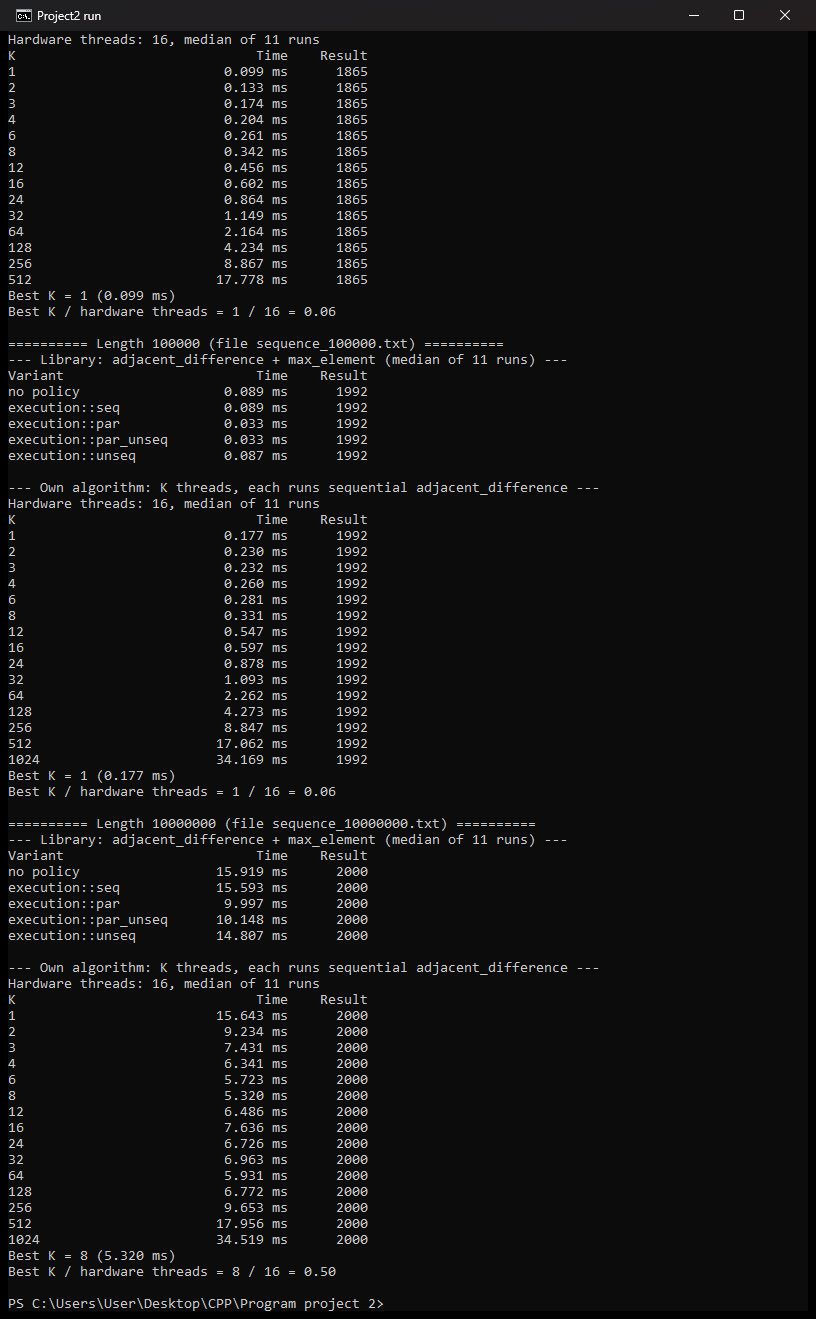 Project2 run
Hardware threads: 16, median of 11 runs
K Time Result
1 0.099 ms 1865
2 0.133 ms 1865
3 0.174 ms 1865
4 0.204 ms 1865
6 0.261 ms 1865
8 0.342 ms 1865
12 0.456 ms 1865
16 0.602 ms 1865
24 0.864 ms 1865
32 1.149 ms 1865
64 2.164 ms 1865
128 4.234 ms 1865
256 8.867 ms 1865
512 17.778 ms 1865
Best K = 1 (0.099 ms)
Best K / hardware threads = 1 / 16 = 0.06
========== Length 100000 (file sequence_100000.txt) ==========
--- Library: adjacent_difference + max_element (median of 11 runs) ---
Variant Time Result
no policy 0.089 ms 1992
execution::seq 0.089 ms 1992
execution::par 0.033 ms 1992
execution::par_unseq 0.033 ms 1992
execution::unseq 0.087 ms 1992
--- Own algorithm: K threads, each runs sequential adjacent_difference ---
Hardware threads: 16, median of 11 runs
K Time Result
1 0.177 ms 1992
2 0.230 ms 1992
3 0.232 ms 1992
4 0.260 ms 1992
6 0.281 ms 1992
8 0.331 ms 1992
12 0.547 ms 1992
16 0.597 ms 1992
24 0.878 ms 1992
32 1.093 ms 1992
64 2.262 ms 1992
128 4.273 ms 1992
256 8.847 ms 1992
512 17.062 ms 1992
1024 34.169 ms 1992
Best K = 1 (0.177 ms)
Best K / hardware threads = 1 / 16 = 0.06
========== Length 10000000 (file sequence_10000000.txt) ==========
--- Library: adjacent_difference + max_element (median of 11 runs) ---
Variant Time Result
no policy 15.919 ms 2000
execution::seq 15.593 ms 2000
execution::par 9.997 ms 2000
execution::par_unseq 10.148 ms 2000
execution::unseq 14.807 ms 2000
--- Own algorithm: K threads, each runs sequential adjacent_difference ---
Hardware threads: 16, median of 11 runs
K Time Result
1 15.643 ms 2000
2 9.234 ms 2000
3 7.431 ms 2000
4 6.341 ms 2000
6 5.723 ms 2000
8 5.320 ms 2000
12 6.486 ms 2000
16 7.636 ms 2000
24 6.726 ms 2000
32 6.963 ms 2000
64 5.931 ms 2000
128 6.772 ms 2000
256 9.653 ms 2000
512 17.956 ms 2000
1024 34.519 ms 2000
Best K = 8 (5.320 ms)
Best K / hardware threads = 8 / 16 = 0.50
PS C:\Users\User\Desktop\CPP\Program project 2>